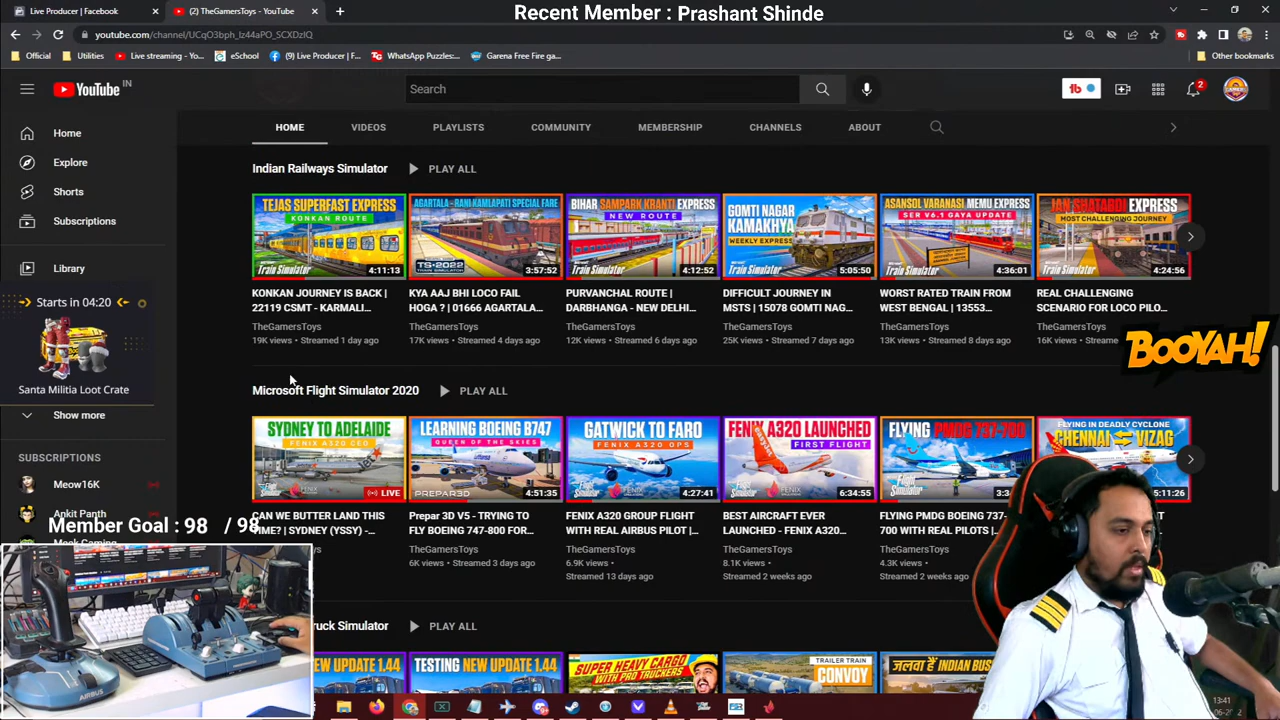 Live Producer | Facebook
(2) TheGamersToys - YouTube
Recent Member : Prashant Shinde
youtube.com/channel/UCqO3bph_Iz44aPO_SCXDzIQ
Official
Utilities
Live streaming - Yo...
eSchool
(9) Live Producer | F...
WhatsApp Puzzles:...
Garena Free Fire ga...
Other bookmarks
YouTube IN
Search
2
HOME
VIDEOS
PLAYLISTS
COMMUNITY
MEMBERSHIP
CHANNELS
ABOUT
Home
Explore
Shorts
Subscriptions
Library
Starts in 04:20
Santa Militia Loot Crate
Show more
SUBSCRIPTIONS
Meow16K
Ankit Panth
Member Goal : 98 / 98
Indian Railways Simulator
PLAY ALL
TEJAS SUPERFAST EXPRESS
KONKAN ROUTE
Train Simulator
4:11:13
KONKAN JOURNEY IS BACK |
22119 CSMT - KARMALI...
TheGamersToys
19K views • Streamed 1 day ago
AGARTALA - RANI KAMLAPATI SPECIAL FARE
TS-2022
TRAIN SIMULATOR
3:57:52
KYA AAJ BHI LOCO FAIL
HOGA ? | 01666 AGARTALA...
TheGamersToys
17K views • Streamed 4 days ago
BIHAR SAMPARK KRANTI EXPRESS
NEW ROUTE
Train Simulator
4:12:52
PURVANCHAL ROUTE |
DARBHANGA - NEW DELHI...
TheGamersToys
12K views • Streamed 6 days ago
GOMTI NAGAR
KAMAKHYA
WEEKLY EXPRESS
Train Simulator
5:05:50
DIFFICULT JOURNEY IN
MSTS | 15078 GOMTI NAG...
TheGamersToys
25K views • Streamed 7 days ago
ASANSOL VARANASI MEMU EXPRESS
SER V6.1 GAYA UPDATE
Train Simulator
4:36:01
WORST RATED TRAIN FROM
WEST BENGAL | 13553...
TheGamersToys
13K views • Streamed 8 days ago
JAN SHATABDI EXPRESS
MOST CHALLENGING JOURNEY
Train Simulator
4:24:56
REAL CHALLENGING
SCENARIO FOR LOCO PILO...
TheGamersToys
16K views • Streame
BOOYAH!
Microsoft Flight Simulator 2020
PLAY ALL
SYDNEY TO ADELAIDE
FENIX A320 CEO
Flight Simulator
FENIX
LIVE
CAN WE BUTTER LAND THIS
TIME? | SYDNEY (YSSY) -...
LEARNING BOEING B747
QUEEN OF THE SKIES
PREPAR3D
4:51:35
Prepar 3D V5 - TRYING TO
FLY BOEING 747-800 FOR...
TheGamersToys
6K views • Streamed 3 days ago
GATWICK TO FARO
FENIX A320 OPS
Flight Simulator
FENIX
4:27:41
FENIX A320 GROUP FLIGHT
WITH REAL AIRBUS PILOT |...
TheGamersToys
6.9K views •
Streamed 13 days ago
FENIX A320 LAUNCHED
FIRST FLIGHT
Flight Simulator
FENIX
6:34:55
BEST AIRCRAFT EVER
LAUNCHED - FENIX A320...
TheGamersToys
8.1K views •
Streamed 2 weeks ago
FLYING PMDG 737-700
Flight Simulator
FLYING PMDG BOEING 737-
700 WITH REAL PILOTS |...
TheGamersToys
4.3K views •
Streamed 2 weeks ago
FLYING IN DEADLY CYCLONE
CHENNAI VIZAG
5:11:26
ruck Simulator
PLAY ALL
NEW UPDATE 1.44
TESTING NEW UPDATE 1.44
SUPER HEAVY CARGO
WITH PRO TRUCKERS
TRAILER TRAIN
CONVOY
जलवा हैं INDIAN BUS
AIRBUS
13:41